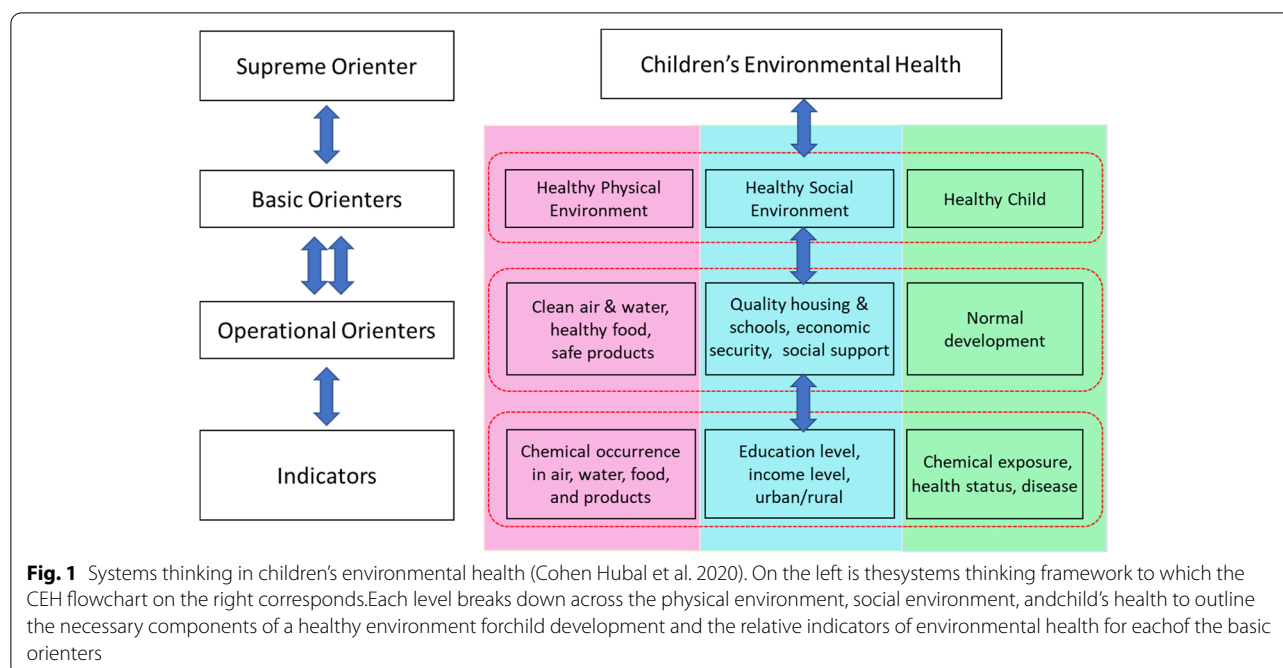 Supreme Orienter
Children's Environmental Health
Basic Orienters
Healthy Physical
Environment
Healthy Social
Environment
Healthy Child
Operational Orienters
Clean air & water,
healthy food,
safe products
Quality housing &
schools, economic
security, social support
Normal
development
Indicators
Chemical occurrence
in air, water, food,
and products
Education level,
income level,
urban/rural
Chemical exposure,
health status, disease
Fig. 1 Systems thinking in children's environmental health (Cohen Hubal et al. 2020). On the left is thesystems thinking framework to which the
CEH flowchart on the right corresponds.Each level breaks down across the physical environment, social environment, andchild's health to outline
the necessary components of a healthy environment forchild development and the relative indicators of environmental health for eachof the basic
orienters